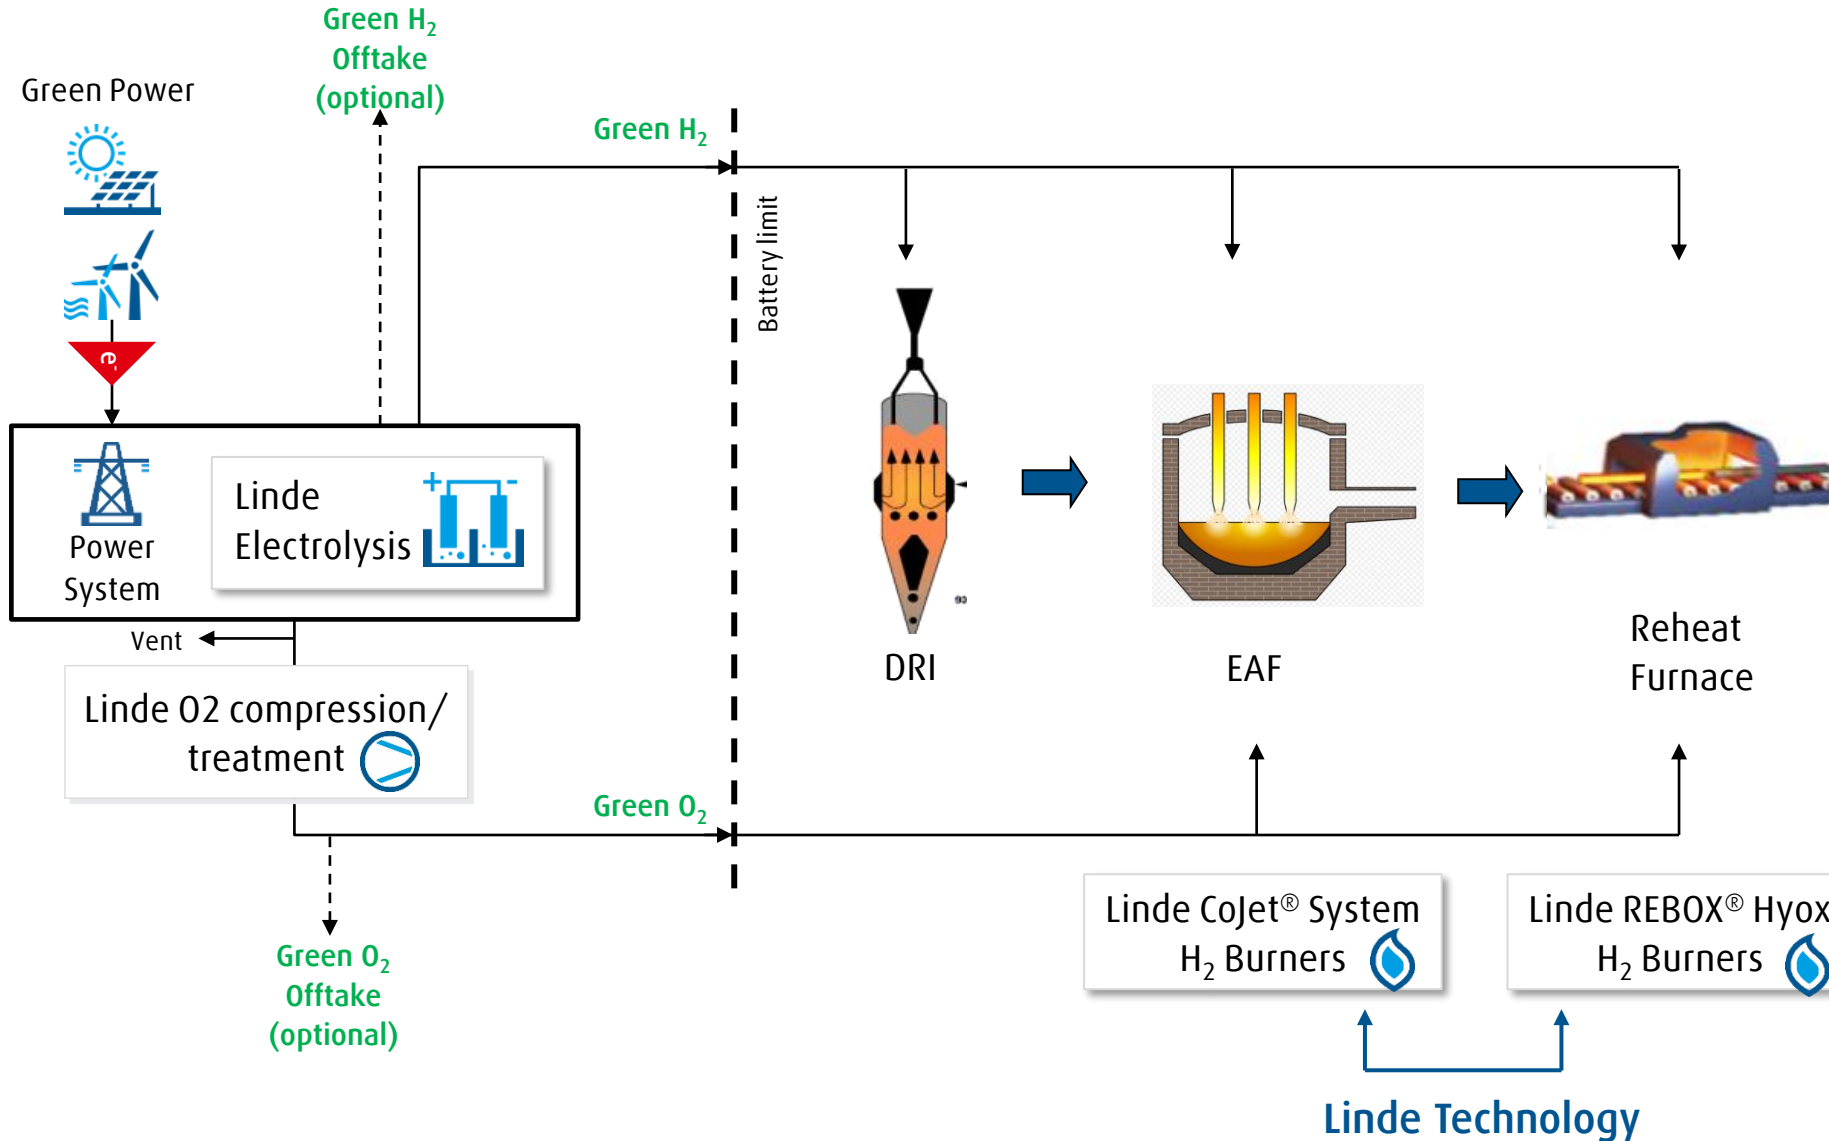 Green H₂
Offtake
(optional)
Green Power
Green H₂
Battery limit
e⁻
Linde
Electrolysis
+ -
Power
System
Vent
Linde O2 compression/
treatment
DRI
EAF
Reheat
Furnace
93
Green O₂
Green O₂
Offtake
(optional)
Linde CoJet® System
H₂ Burners
Linde REBOX® Hyox
H₂ Burners
Linde Technology